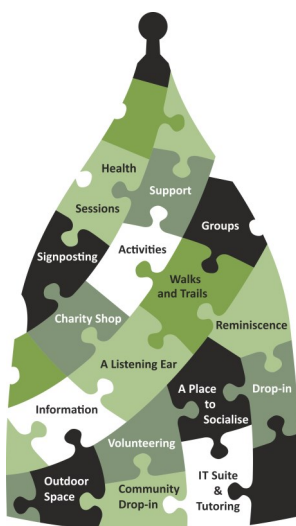 Health
Sessions
Support
Groups
Signposting
Activities
Walks
and Trails
Charity Shop
Reminiscence
A Listening Ear
A Place
to
Socialise
Drop-in
Information
Volunteering
Outdoor
Space
Community
Drop-in
IT Suite
&
Tutoring